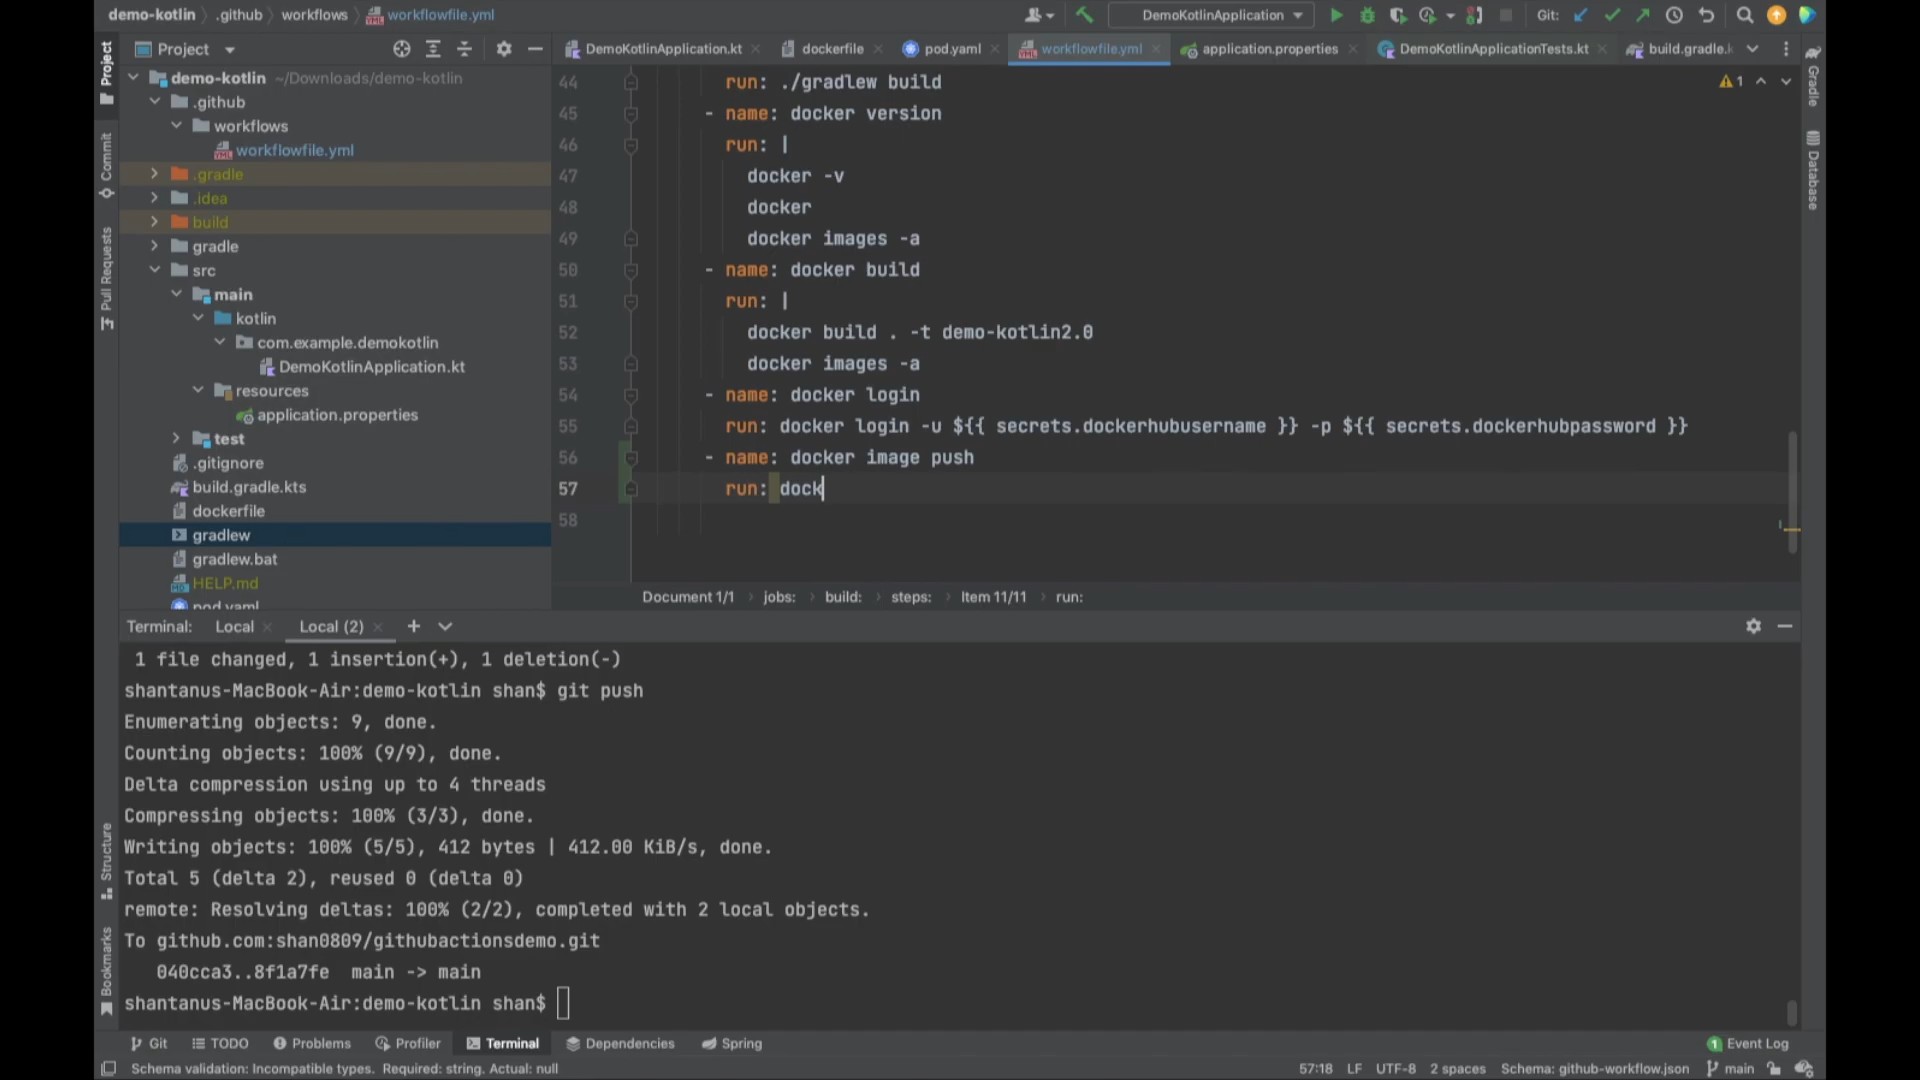 demo-kotlin .github workflows workflowfile.yml
DemoKotlinApplication
Git:
Project
DemoKotlinApplication.kt
dockerfile
pod.yaml
workflowfile.yml
application.properties
DemoKotlinApplicationTests.kt
build.gradle.k
Project
Commit
Pull Requests
Structure
Bookmarks
demo-kotlin ~/Downloads/demo-kotlin
.github
workflows
workflowfile.yml
.gradle
.idea
build
gradle
src
main
kotlin
com.example.demokotlin
DemoKotlinApplication.kt
resources
application.properties
test
.gitignore
build.gradle.kts
dockerfile
gradlew
gradlew.bat
HELP.md
pod.yaml
44 run: ./gradlew build
45 - name: docker version
46 run: |
47 docker -v
48 docker
49 docker images -a
50 - name: docker build
51 run: |
52 docker build . -t demo-kotlin2.0
53 docker images -a
54 - name: docker login
55 run: docker login -u ${{ secrets.dockerhubusername }} -p ${{ secrets.dockerhubpassword }}
56 - name: docker image push
57 run: dock
58
1
Gradle
Database
Document 1/1 jobs: build: steps: Item 11/11 run:
Terminal: Local Local (2)
1 file changed, 1 insertion(+), 1 deletion(-)
shantanus-MacBook-Air:demo-kotlin shan$ git push
Enumerating objects: 9, done.
Counting objects: 100% (9/9), done.
Delta compression using up to 4 threads
Compressing objects: 100% (3/3), done.
Writing objects: 100% (5/5), 412 bytes | 412.00 KiB/s, done.
Total 5 (delta 2), reused 0 (delta 0)
remote: Resolving deltas: 100% (2/2), completed with 2 local objects.
To github.com:shan0809/githubactionsdemo.git
040cca3..8f1a7fe main -> main
shantanus-MacBook-Air:demo-kotlin shan$
Git TODO Problems Profiler Terminal Dependencies Spring 1 Event Log
Schema validation: Incompatible types. Required: string. Actual: null 57:18 LF UTF-8 2 spaces Schema: github-workflow.json main